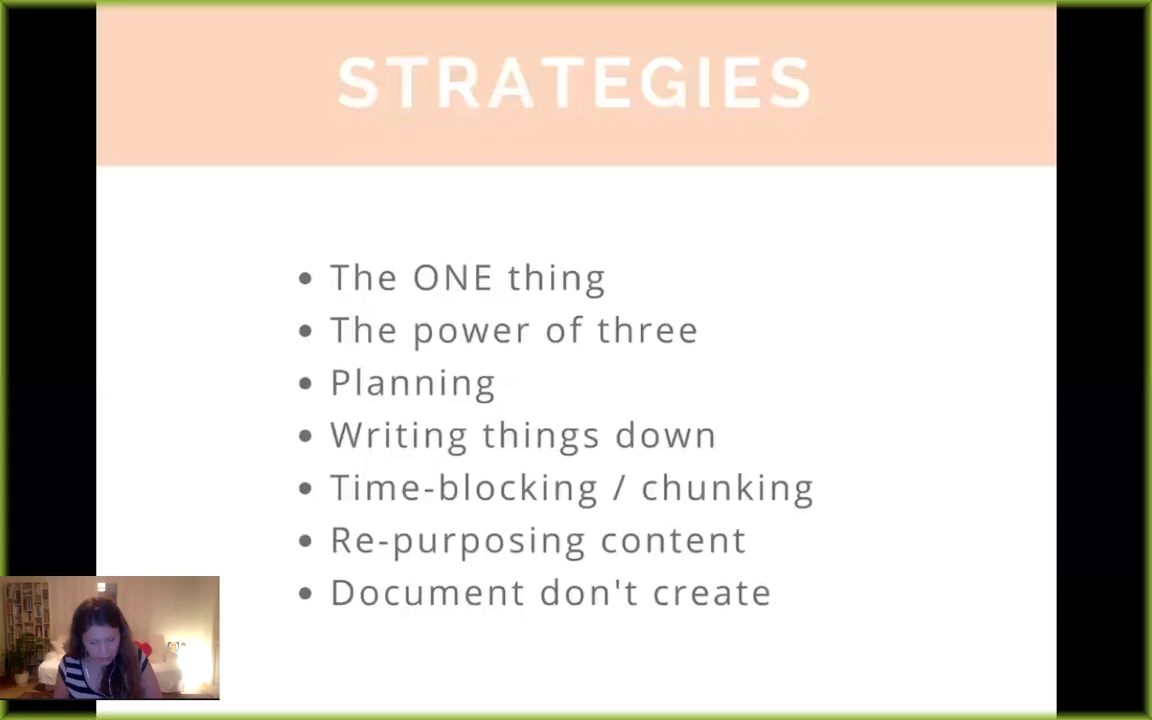 STRATEGIES
• The ONE thing
• The power of three
• Planning
• Writing things down
• Time-blocking / chunking
• Re-purposing content
• Document don't create